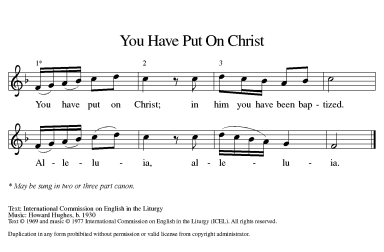 You Have Put On Christ
1* 2 3
You have put on Christ; in him you have been bap - tized.
Al - le - lu - ia, al - le - lu - ia.
* May be sung in two or three part canon.
Text: International Commission on English in the Liturgy
Music: Howard Hughes, b. 1930
Text © 1969 and music © 1977 International Commission on English in the Liturgy (ICEL). All rights reserved.
Duplication in any form prohibited without permission or valid license from copyright administrator.